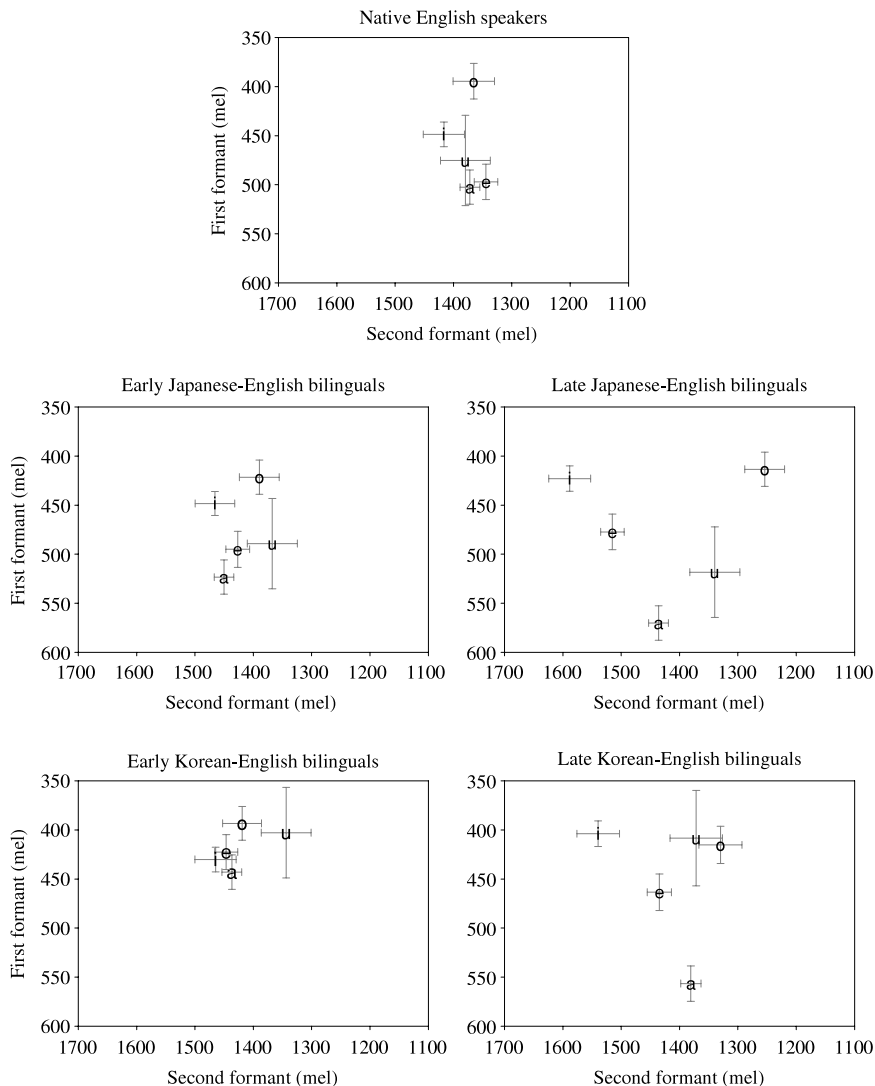 Native English speakers
350
400
450
500
550
600
First formant (mel)
o
i
u
a
e
1700 1600 1500 1400 1300 1200 1100
Second formant (mel)
Early Japanese-English bilinguals
350
400
450
500
550
600
First formant (mel)
o
i
e
u
a
1700 1600 1500 1400 1300 1200 1100
Second formant (mel)
Late Japanese-English bilinguals
350
400
450
500
550
600
i
o
e
u
a
1700 1600 1500 1400 1300 1200 1100
Second formant (mel)
Early Korean-English bilinguals
350
400
450
500
550
600
First formant (mel)
o
u
e
i
a
1700 1600 1500 1400 1300 1200 1100
Second formant (mel)
Late Korean-English bilinguals
350
400
450
500
550
600
i
u
o
e
a
1700 1600 1500 1400 1300 1200 1100
Second formant (mel)